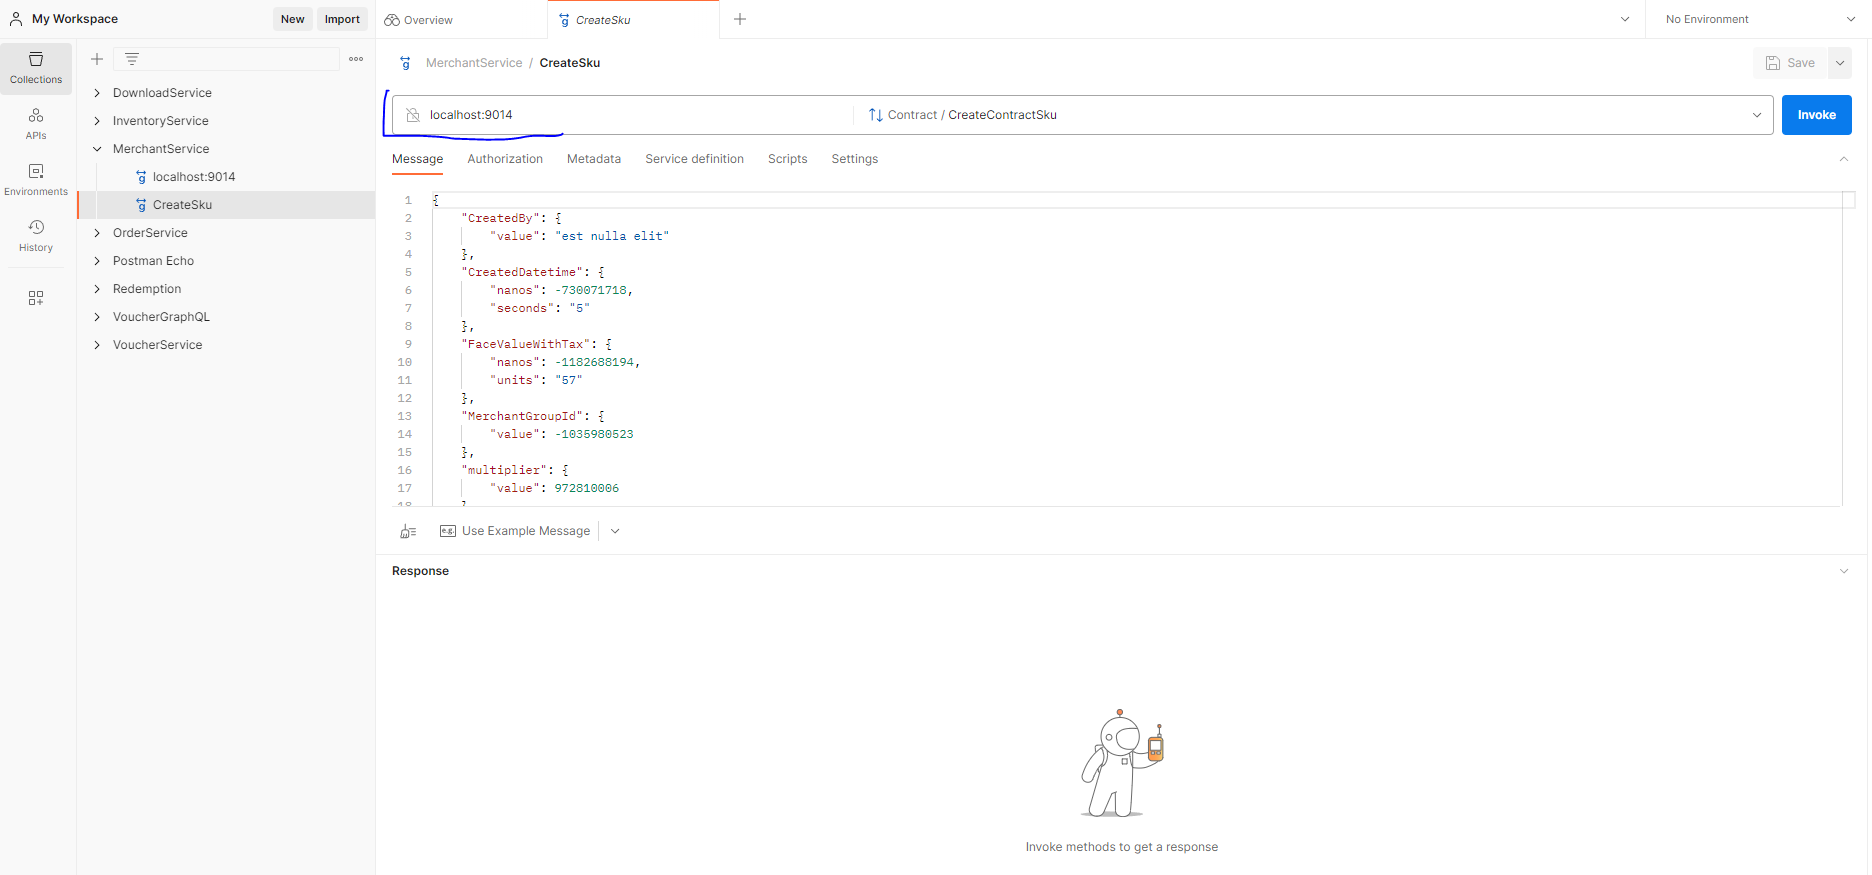 My Workspace
New
Import
Overview
CreateSku
No Environment
Collections
APIs
Environments
History
DownloadService
InventoryService
MerchantService
localhost:9014
CreateSku
OrderService
Postman Echo
Redemption
VoucherGraphQL
VoucherService
MerchantService / CreateSku
Save
localhost:9014
Contract / CreateContractSku
Invoke
Message
Authorization
Metadata
Service definition
Scripts
Settings
1 {
2 "CreatedBy": {
3 "value": "est nulla elit"
4 },
5 "CreatedDatetime": {
6 "nanos": -730071718,
7 "seconds": "5"
8 },
9 "FaceValueWithTax": {
10 "nanos": -1182688194,
11 "units": "57"
12 },
13 "MerchantGroupId": {
14 "value": -1035980523
15 },
16 "multiplier": {
17 "value": 972810006
e.g. Use Example Message
Response
Invoke methods to get a response